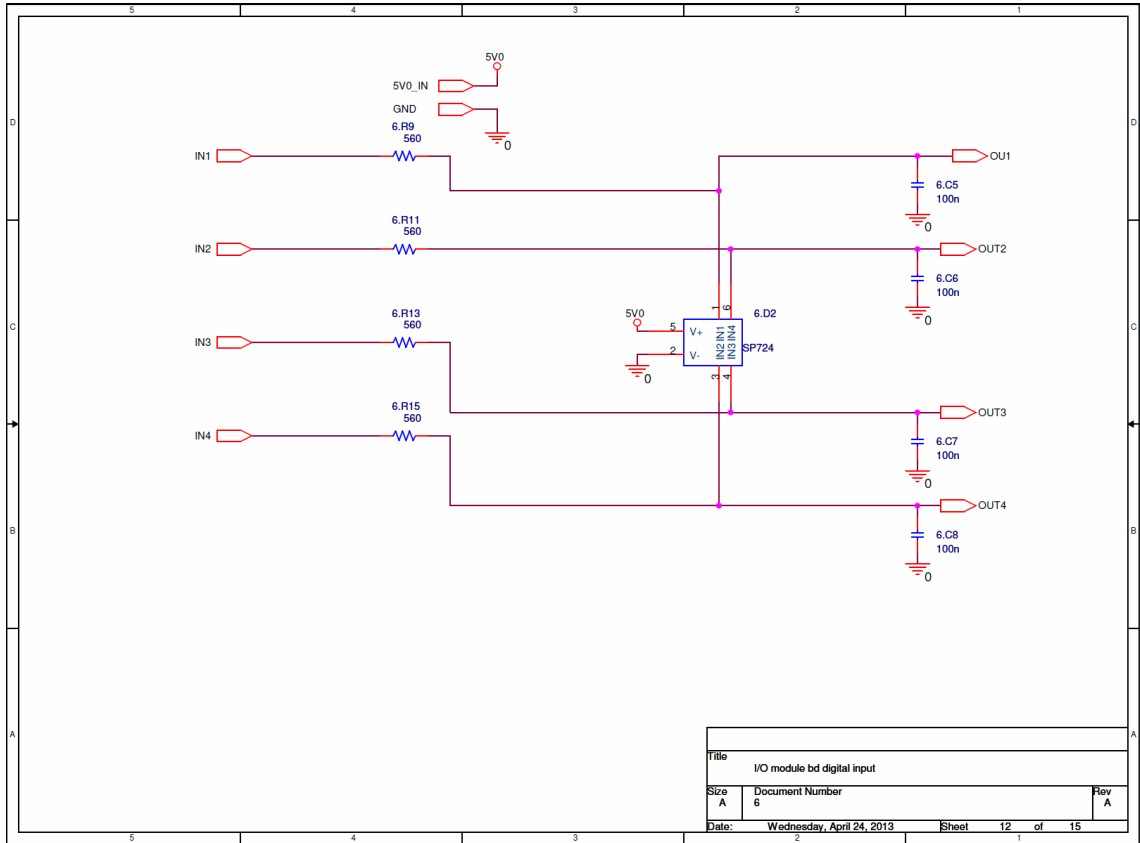 5 4 3 2 1
5V0
5V0_IN
GND
0
D D
6.R9
560
IN1
OU1
6.C5
100n
0
6.R11
560
IN2
OUT2
6.C6
100n
0
6.R13
560
IN3
5V0
1 6
6.D2
C C
5 V+
2 V-
IN2 IN1
IN3 IN4
SP724
0
3 4
6.R15
560
IN4
OUT3
6.C7
100n
0
OUT4
B B
6.C8
100n
0
A A
Title
I/O module bd digital input
Size
A
Document Number
6
Rev
A
Date: Wednesday, April 24, 2013 Sheet 12 of 15
5 4 3 2 1